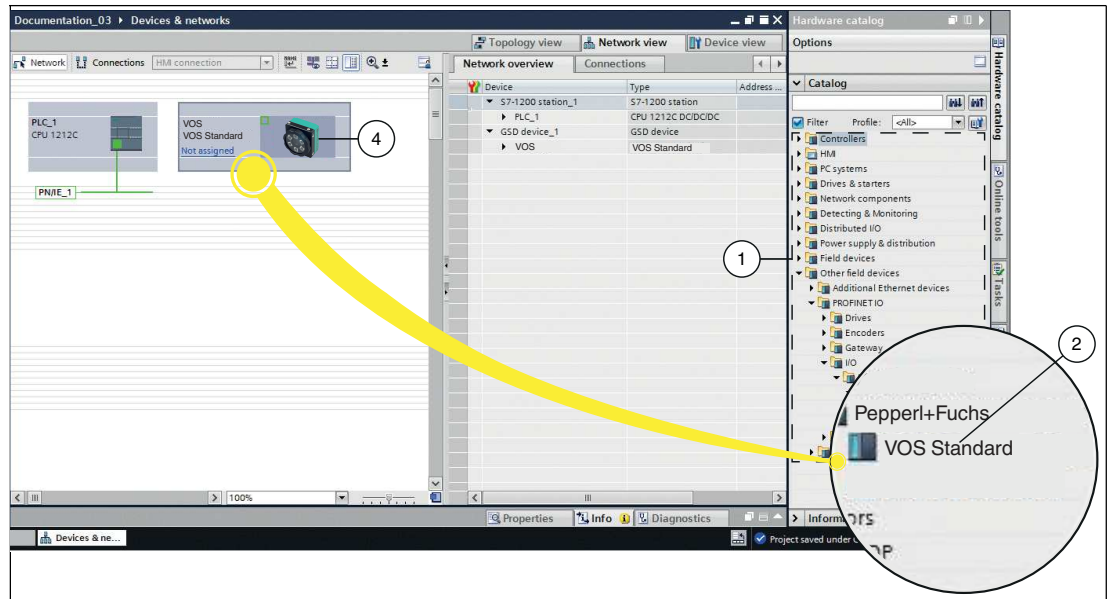 Documentation_03 ▸ Devices & networks
Hardware catalog
Topology view
Network view
Device view
Options
Network
Connections
HMI connection
Network overview
Connections
Device
Type
Address ...
S7-1200 station_1
S7-1200 station
PLC_1
CPU 1212C DC/DC/DC
GSD device_1
GSD device
VOS
VOS Standard
PLC_1
CPU 1212C
VOS
VOS Standard
Not assigned
4
PN/IE_1
Catalog
Filter
Profile:
<All>
Controllers
HMI
PC systems
Drives & starters
Network components
Detecting & Monitoring
Distributed I/O
Power supply & distribution
1
Field devices
Other field devices
Additional Ethernet devices
PROFINET IO
Drives
Encoders
Gateway
I/O
2
Pepperl+Fuchs
VOS Standard
Hardware catalog
Online tools
Tasks
100%
Properties
Info
Diagnostics
Devices & ne...
Project saved under